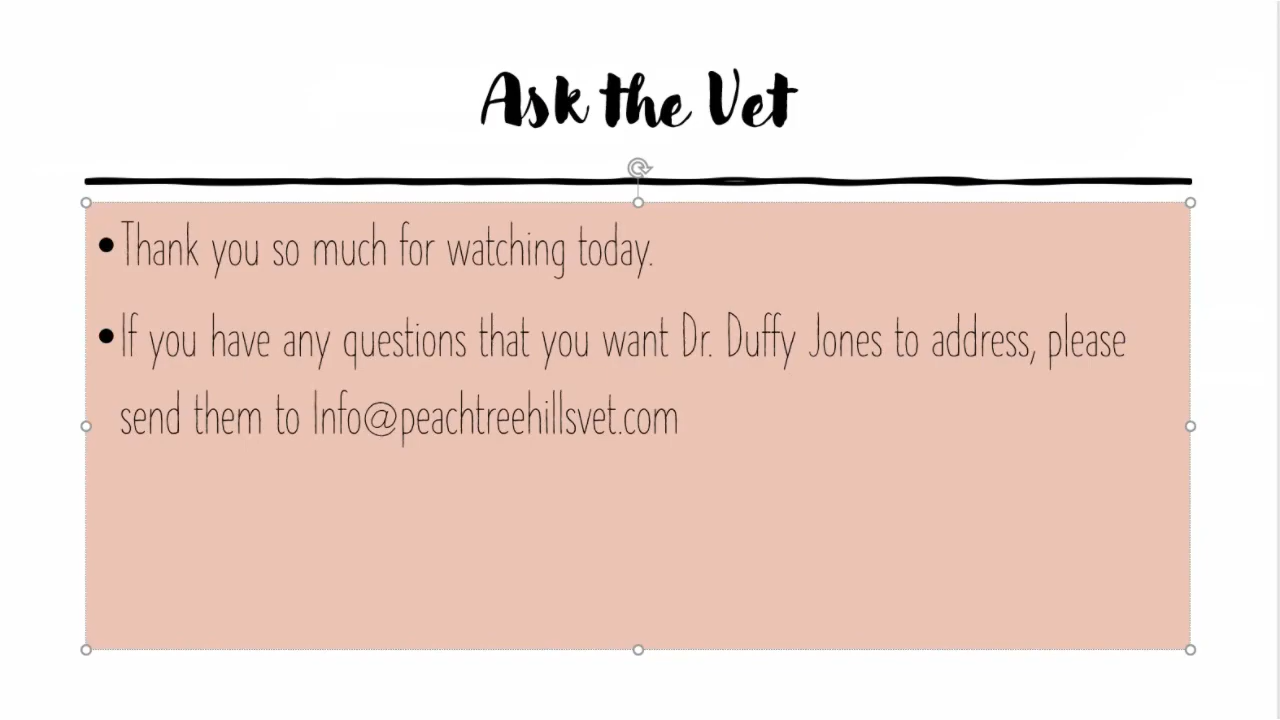 Ask the Vet
•Thank you so much for watching today.
•If you have any questions that you want Dr. Duffy Jones to address, please
send them to Info@peachtreehillsvet.com